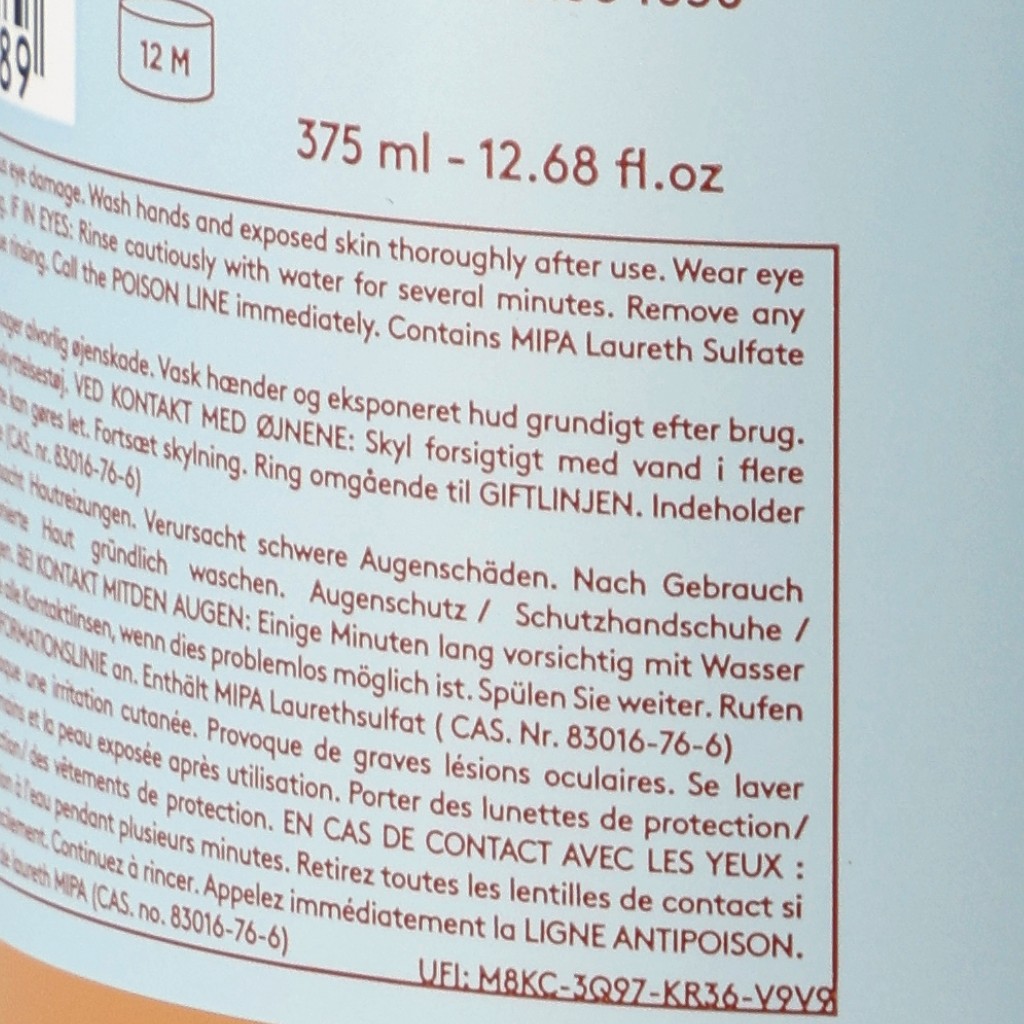 89
12 M
375 ml - 12.68 fl.oz
eye damage. Wash hands and exposed skin thoroughly after use. Wear eye
IF IN EYES: Rinse cautiously with water for several minutes. Remove any
rinsing. Call the POISON LINE immediately. Contains MIPA Laureth Sulfate
alvorlig øjenskade. Vask hænder og eksponeret hud grundigt efter brug.
VED KONTAKT MED ØJNENE: Skyl forsigtigt med vand i flere
kan gøres let. Fortsæt skylning. Ring omgående til GIFTLINJEN. Indeholder
(CAS. nr. 83016-76-6)
Hautreizungen. Verursacht schwere Augenschäden. Nach Gebrauch
Haut gründlich waschen. Augenschutz / Schutzhandschuhe /
BEI KONTAKT MITDEN AUGEN: Einige Minuten lang vorsichtig mit Wasser
alle Kontaktlinsen, wenn dies problemlos möglich ist. Spülen Sie weiter. Rufen
an. Enthält MIPA Laurethsulfat ( CAS. Nr. 83016-76-6)
une irritation cutanée. Provoque de graves lésions oculaires. Se laver
et la peau exposée après utilisation. Porter des lunettes de protection/
des vêtements de protection. EN CAS DE CONTACT AVEC LES YEUX :
à l'eau pendant plusieurs minutes. Retirez toutes les lentilles de contact si
Continuez à rincer. Appelez immédiatement la LIGNE ANTIPOISON.
de laureth MIPA (CAS. no. 83016-76-6)
UFI: M8KC-3Q97-KR36-V9V9